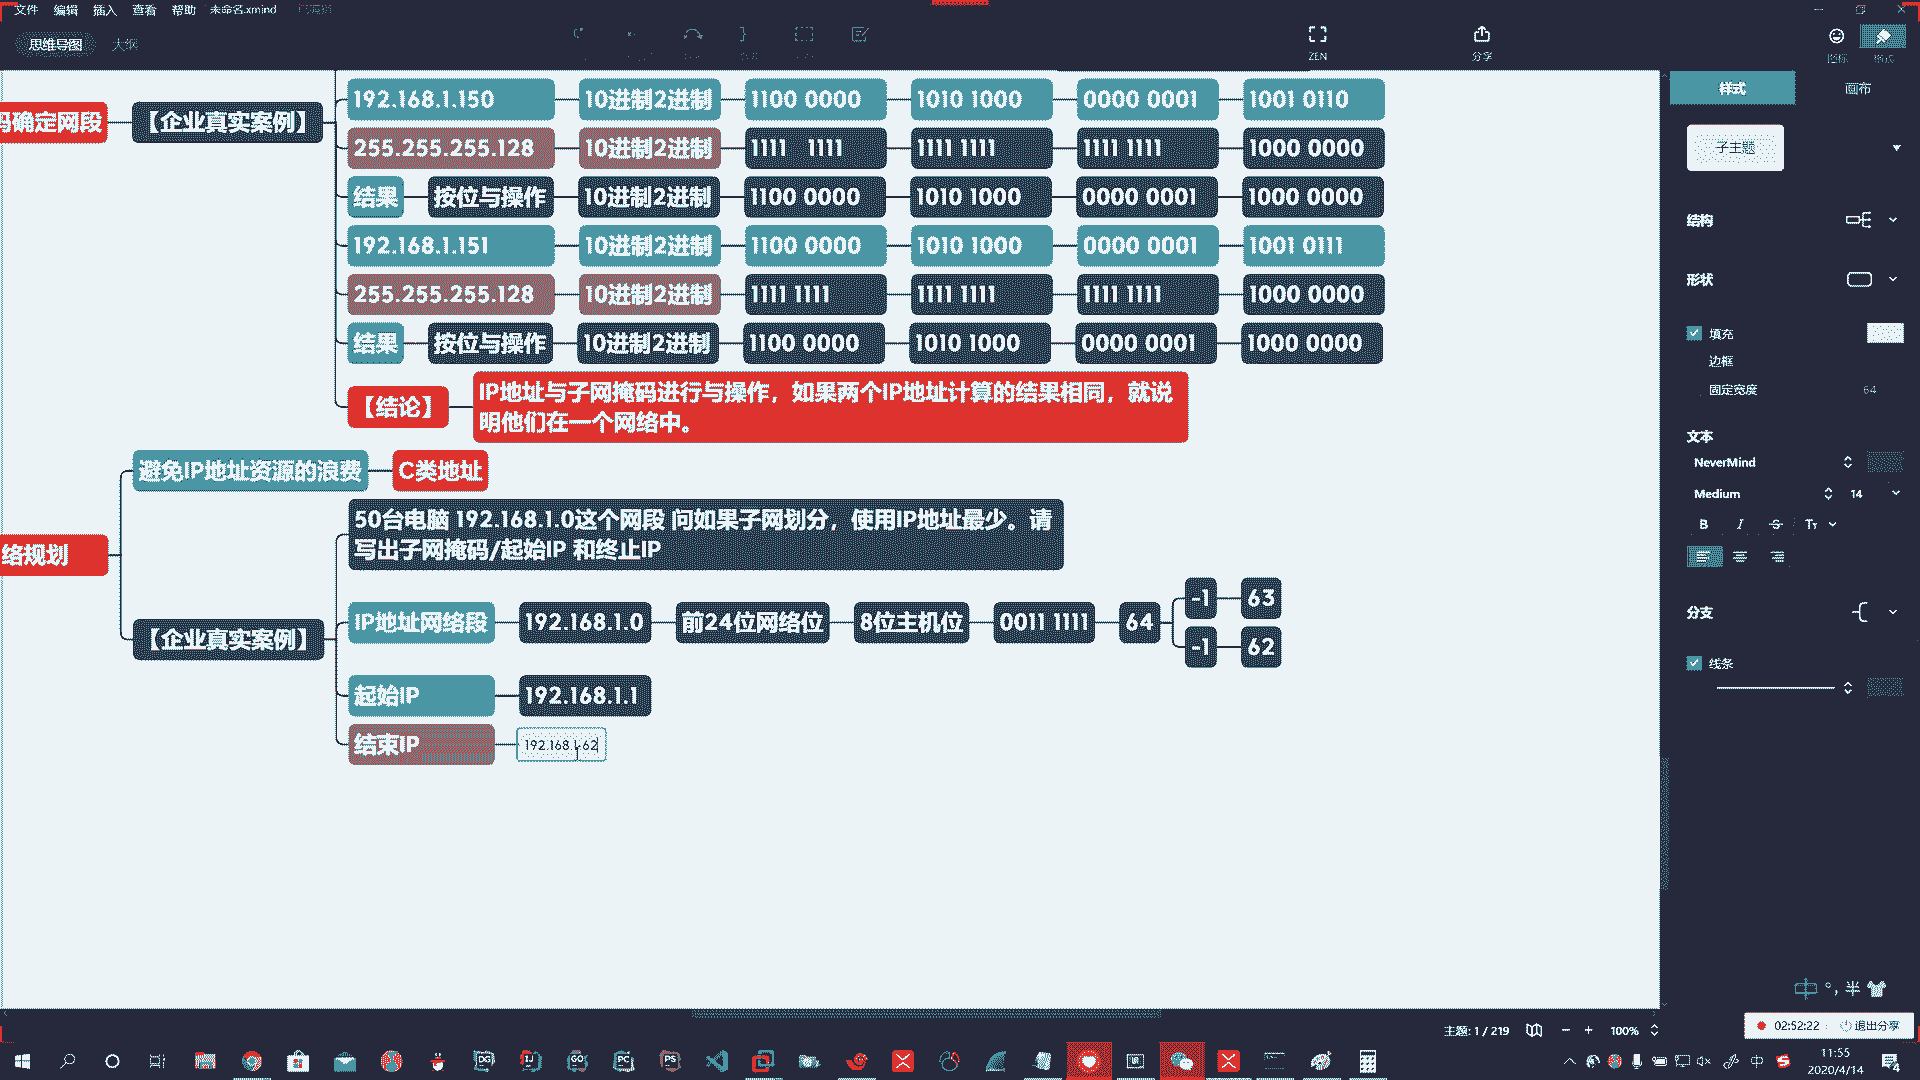 文件 编辑 插入 查看 帮助 未命名.xmind
思维导图 大纲
ZEN 分享
样式 画布
192.168.1.150 10进制2进制 1100 0000 1010 1000 0000 0001 1001 0110
码确定网段 【企业真实案例】
255.255.255.128 10进制2进制 1111 1111 1111 1111 1111 1111 1000 0000
结果 按位与操作 10进制2进制 1100 0000 1010 1000 0000 0001 1000 0000
192.168.1.151 10进制2进制 1100 0000 1010 1000 0000 0001 1001 0111
255.255.255.128 10进制2进制 1111 1111 1111 1111 1111 1111 1000 0000
结果 按位与操作 10进制2进制 1100 0000 1010 1000 0000 0001 1000 0000
【结论】
IP地址与子网掩码进行与操作，如果两个IP地址计算的结果相同，就说
明他们在一个网络中。
避免IP地址资源的浪费 C类地址
50台电脑 192.168.1.0这个网段 问如果子网划分，使用IP地址最少。请
写出子网掩码/起始IP 和终止IP
络规划
【企业真实案例】
IP地址网络段 192.168.1.0 前24位网络位 8位主机位 0011 1111 64
-1 63
-1 62
起始IP 192.168.1.1
结束IP 192.168.1.62
子主题
结构
形状
填充
边框
固定宽度 64
文本
NeverMind
Medium 14
B I S Tт
分支
线条
中 °, 半
主题: 1 / 219 100%
02:52:22 退出分享
DG IJ GO PC PS
中
11:55
2020/4/14
4